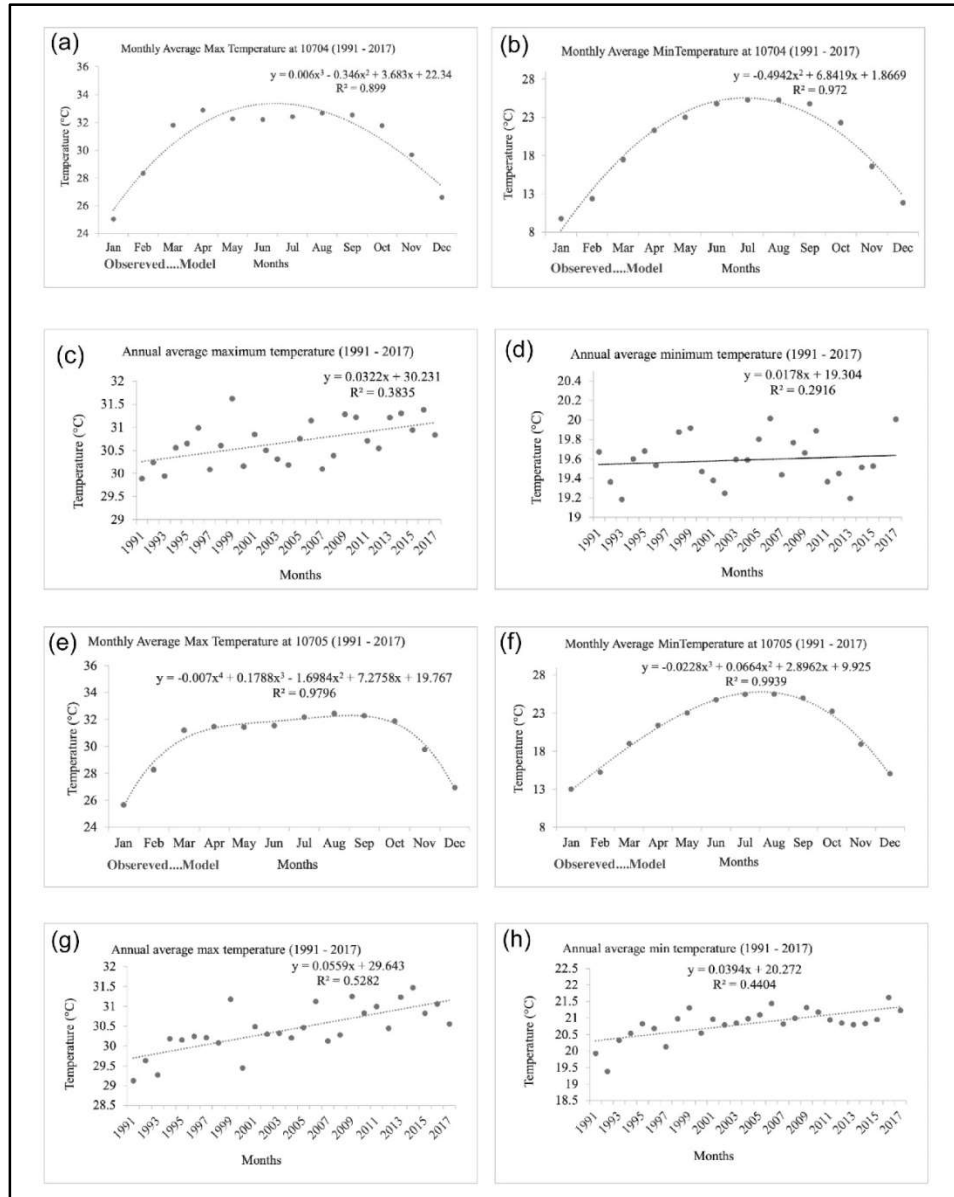 (a)
Monthly Average Max Temperature at 10704 (1991 - 2017)
y = 0.006x³ - 0.346x² + 3.683x + 22.34
R² = 0.899
Temperature (°C)
36
34
32
30
28
26
24
Jan Feb Mar Apr May Jun Jul Aug Sep Oct Nov Dec
Obsereved....Model Months
(b)
Monthly Average MinTemperature at 10704 (1991 - 2017)
y = -0.4942x² + 6.8419x + 1.8669
R² = 0.972
Temperature (°C)
28
23
18
13
8
Jan Feb Mar Apr May Jun Jul Aug Sep Oct Nov Dec
Obsereved....Model Months
(c)
Annual average maximum temperature (1991 - 2017)
y = 0.0322x + 30.231
R² = 0.3835
Temperature (°C)
32
31.5
31
30.5
30
29.5
29
1991 1993 1995 1997 1999 2001 2003 2005 2007 2009 2011 2013 2015 2017
Months
(d)
Annual average minimum temperature (1991 - 2017)
y = 0.0178x + 19.304
R² = 0.2916
Temperature (°C)
20.4
20.2
20
19.8
19.6
19.4
19.2
19
1991 1993 1995 1997 1999 2001 2003 2005 2007 2009 2011 2013 2015 2017
Months
(e)
Monthly Average Max Temperature at 10705 (1991 - 2017)
y = -0.007x⁴ + 0.1788x³ - 1.6984x² + 7.2758x + 19.767
R² = 0.9796
Temperature (°C)
36
34
32
30
28
26
24
Jan Feb Mar Apr May Jun Jul Aug Sep Oct Nov Dec
Obsereved....Model Months
(f)
Monthly Average MinTemperature at 10705 (1991 - 2017)
y = -0.0228x³ + 0.0664x² + 2.8962x + 9.925
R² = 0.9939
Temperature (°C)
28
23
18
13
8
Jan Feb Mar Apr May Jun Jul Aug Sep Oct Nov Dec
Obsereved....Model Months
(g)
Annual average max temperature (1991 - 2017)
y = 0.0559x + 29.643
R² = 0.5282
Temperature (°C)
32
31.5
31
30.5
30
29.5
29
28.5
1991 1993 1995 1997 1999 2001 2003 2005 2007 2009 2011 2013 2015 2017
Months
(h)
Annual average min temperature (1991 - 2017)
y = 0.0394x + 20.272
R² = 0.4404
Temperature (°C)
22.5
22
21.5
21
20.5
20
19.5
19
18.5
1991 1993 1995 1997 1999 2001 2003 2005 2007 2009 2011 2013 2015 2017
Months